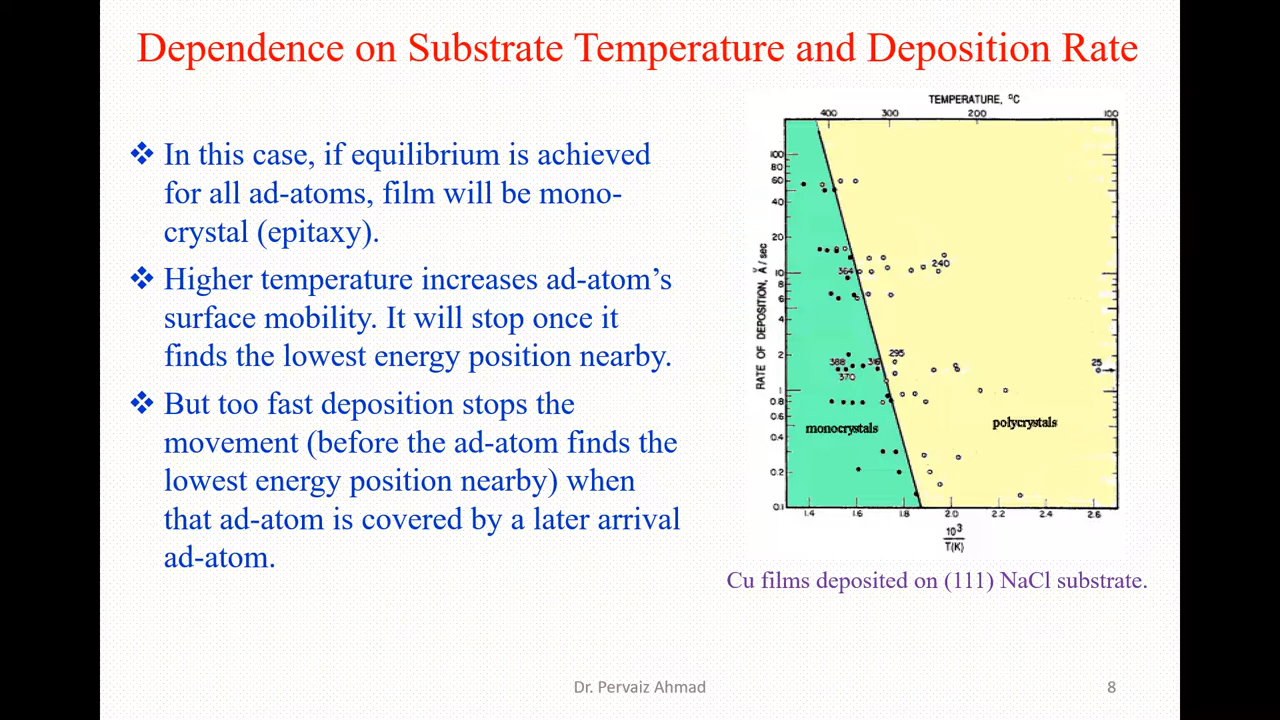 Dependence on Substrate Temperature and Deposition Rate
❖ In this case, if equilibrium is achieved
for all ad-atoms, film will be mono-
crystal (epitaxy).
❖ Higher temperature increases ad-atom’s
surface mobility. It will stop once it
finds the lowest energy position nearby.
❖ But too fast deposition stops the
movement (before the ad-atom finds the
lowest energy position nearby) when
that ad-atom is covered by a later arrival
ad-atom.
TEMPERATURE, °C
400 300 200 100
RATE OF DEPOSITION, Å/sec
100
80
60
40
20
10
8
6
4
2
1
0.8
0.6
0.4
0.2
0.1
240
364
295
388 316
370
25
monocrystals
polycrystals
1.4 1.6 1.8 2.0 2.2 2.4 2.6
10³
T(K)
Cu films deposited on (111) NaCl substrate.
Dr. Pervaiz Ahmad
8